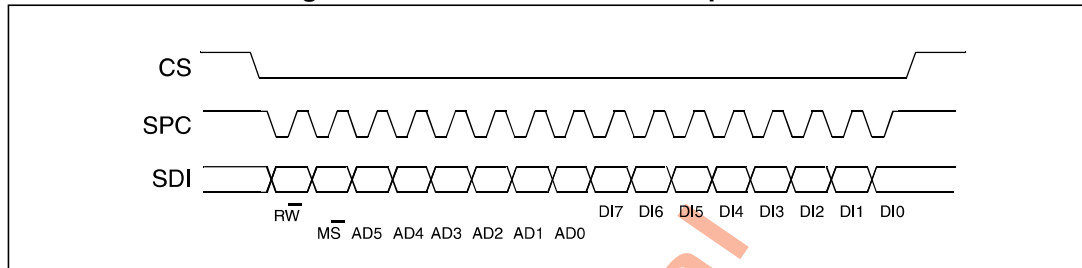 CS
SPC
SDI
RW̅ DI7 DI6 DI5 DI4 DI3 DI2 DI1 DI0
MS̅ AD5 AD4 AD3 AD2 AD1 AD0